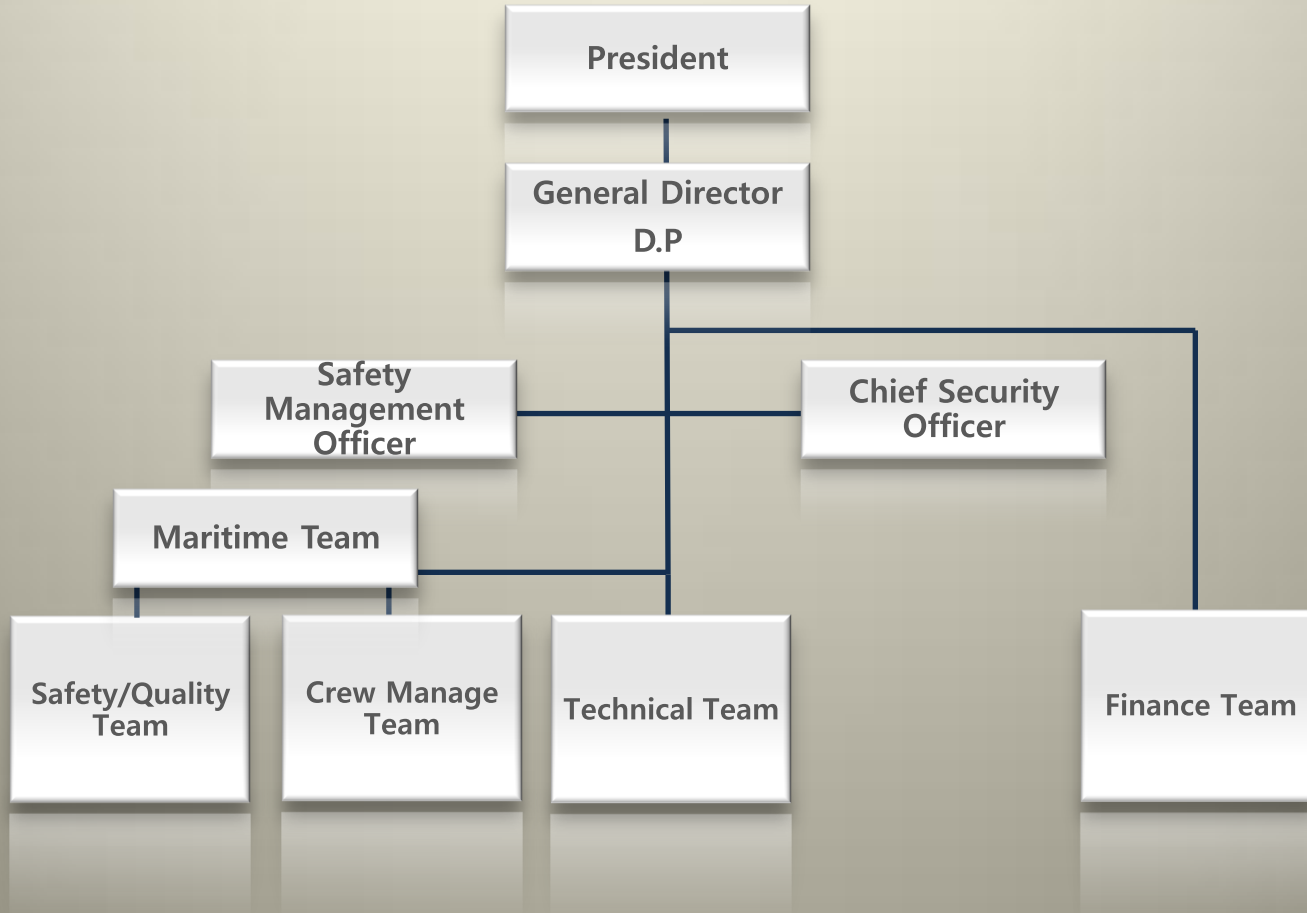 President
General Director
D.P
Safety
Management
Officer
Chief Security
Officer
Maritime Team
Safety/Quality
Team
Crew Manage
Team
Technical Team
Finance Team